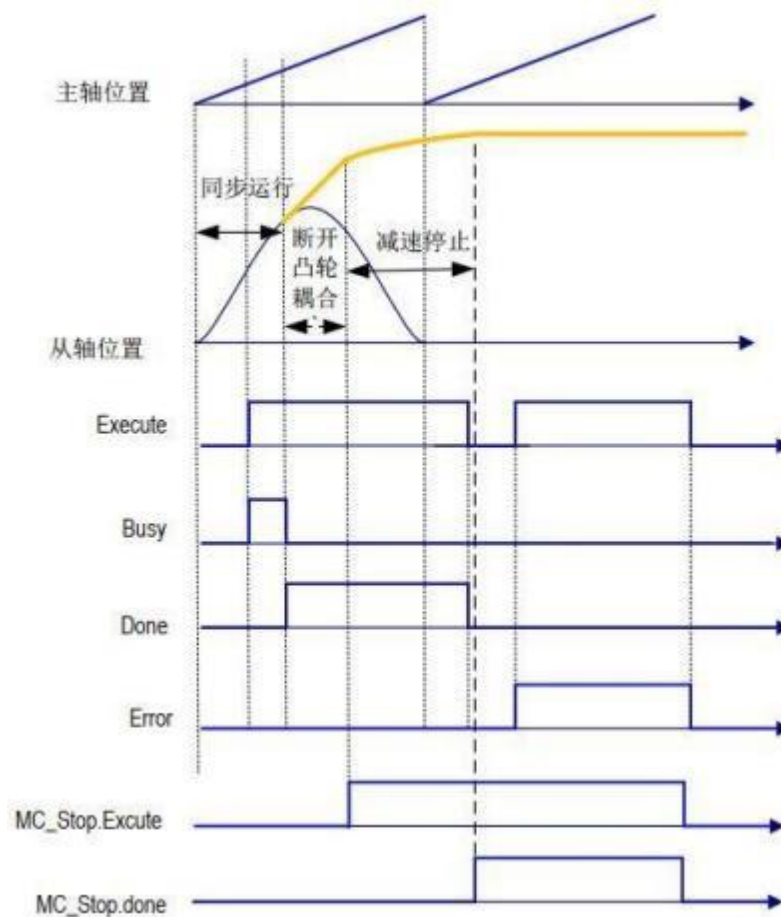 主轴位置
同步运行
断开
凸轮
耦合
减速停止
从轴位置
Execute
Busy
Done
Error
MC_Stop.Excute
MC_Stop.done